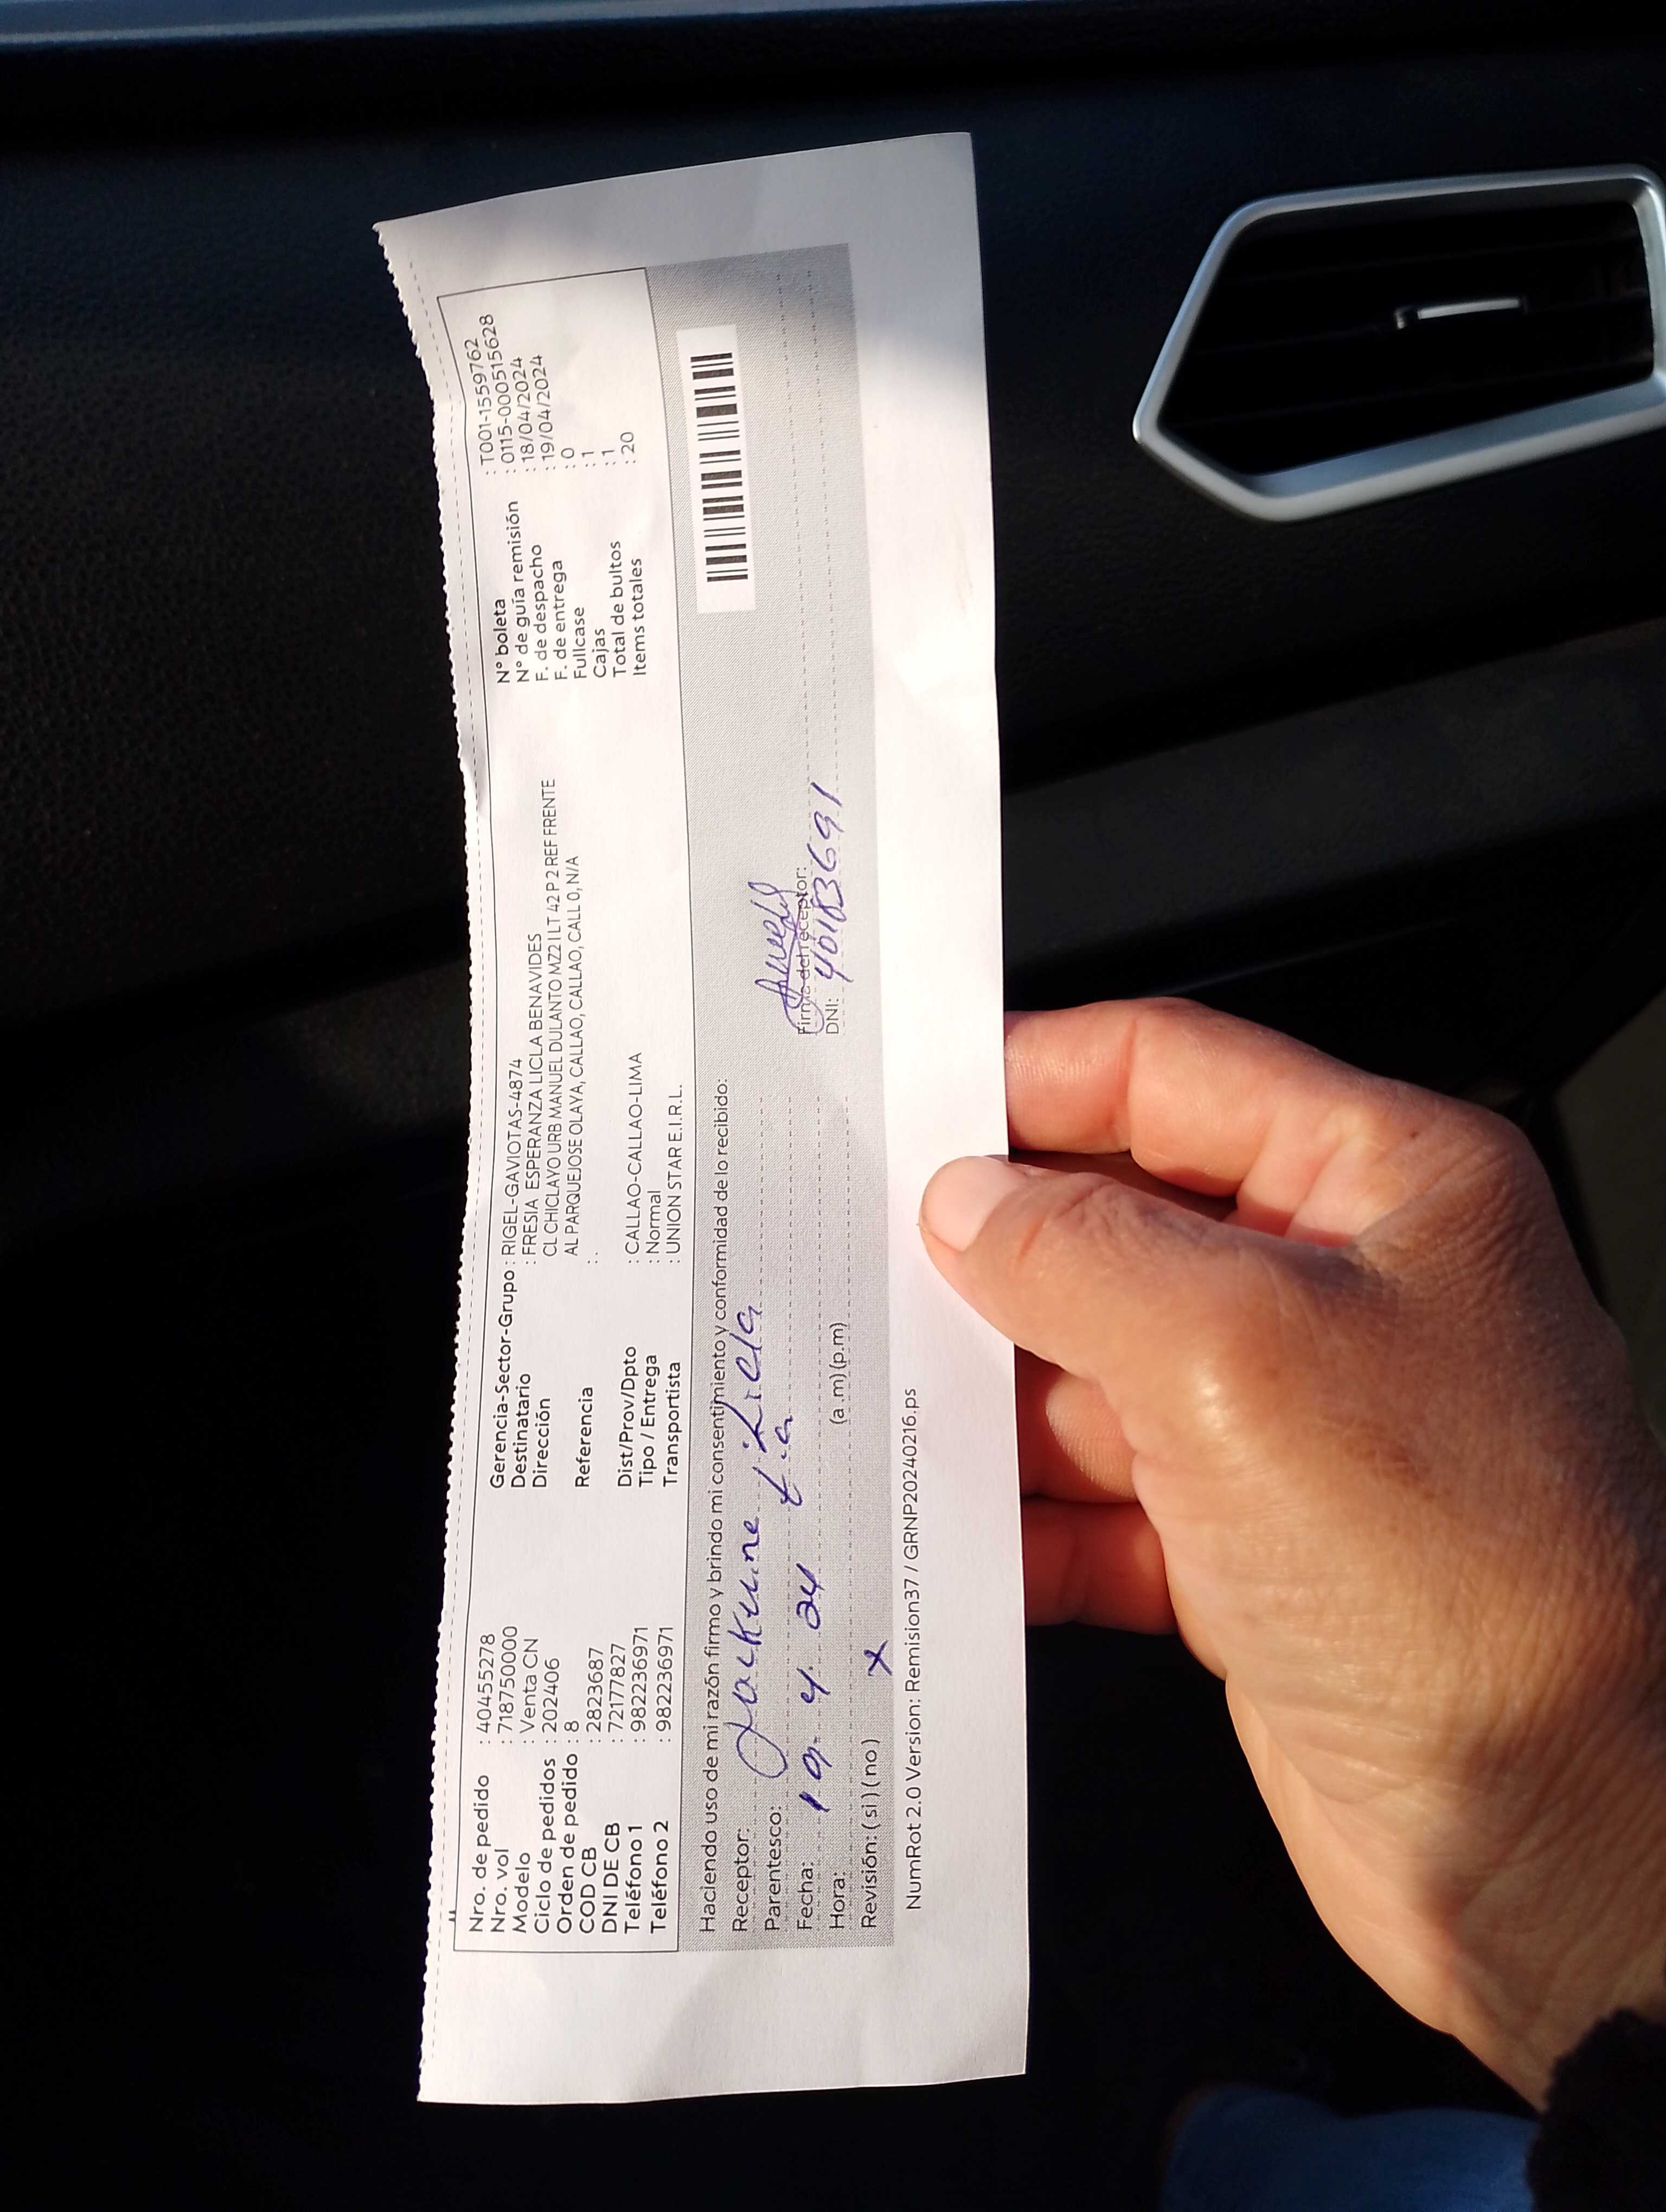 Nro. de pedido : 40455278
Nro. vol : 718750000
Modelo : Venta CN
Ciclo de pedidos : 202406
Orden de pedido : 8
COD CB : 2823687
DNI DE CB : 72177827
Teléfono 1 : 982236971
Teléfono 2 : 982236971
Gerencia-Sector-Grupo : RIGEL-GAVIOTAS-4874
Destinatario : FRESIA ESPERANZA LICLA BENAVIDES
Dirección CL CHICLAYO URB MANUEL DULANTO MZ21 LT 42 P 2 REF FRENTE
AL PARQUEJOSE OLAYA, CALLAO, CALLAO, CALLAO, CALL 0, N/A
Referencia : .
Dist/Prov/Dpto : CALLAO-CALLAO-LIMA
Tipo / Entrega : Normal
Transportista : UNION STAR E.I.R.L.
N° boleta : T001-1559762
N° de guía remisión : 0115-000515628
F. de despacho : 18/04/2024
F. de entrega : 19/04/2024
Fullcase : 0
Cajas : 1
Total de bultos : 1
Items totales : 20
Haciendo uso de mi razón firmo y brindo mi consentimiento y conformidad de lo recibido:
Receptor: Licla
Parentesco: tia
Fecha: 19. 4. 24
Hora: (a.m)(p.m)
Revisión: ( si ) ( no ) x
Firma del receptor:
DNI: 40183691
NumRot 2.0 Version: Remision37 / GRNP20240216.ps